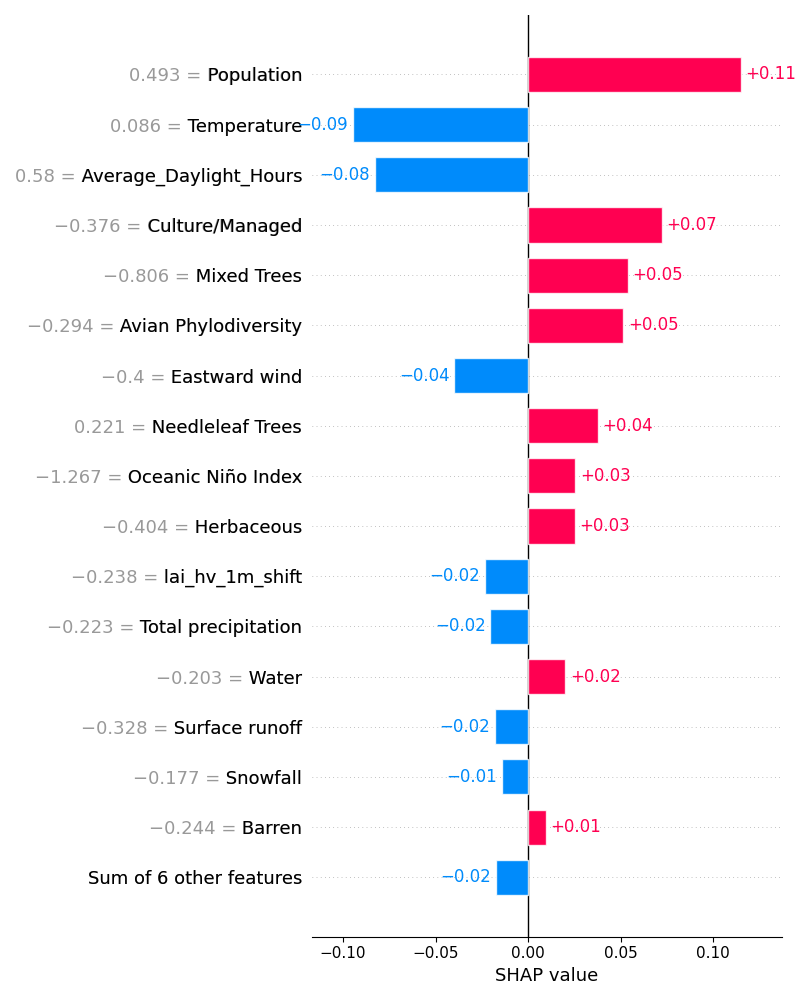 0.493 = Population +0.11
0.086 = Temperature −0.09
0.58 = Average_Daylight_Hours −0.08
−0.376 = Culture/Managed +0.07
−0.806 = Mixed Trees +0.05
−0.294 = Avian Phylodiversity +0.05
−0.4 = Eastward wind −0.04
0.221 = Needleleaf Trees +0.04
−1.267 = Oceanic Niño Index +0.03
−0.404 = Herbaceous +0.03
−0.238 = lai_hv_1m_shift −0.02
−0.223 = Total precipitation −0.02
−0.203 = Water +0.02
−0.328 = Surface runoff −0.02
−0.177 = Snowfall −0.01
−0.244 = Barren +0.01
Sum of 6 other features −0.02
−0.10 −0.05 0.00 0.05 0.10
SHAP value